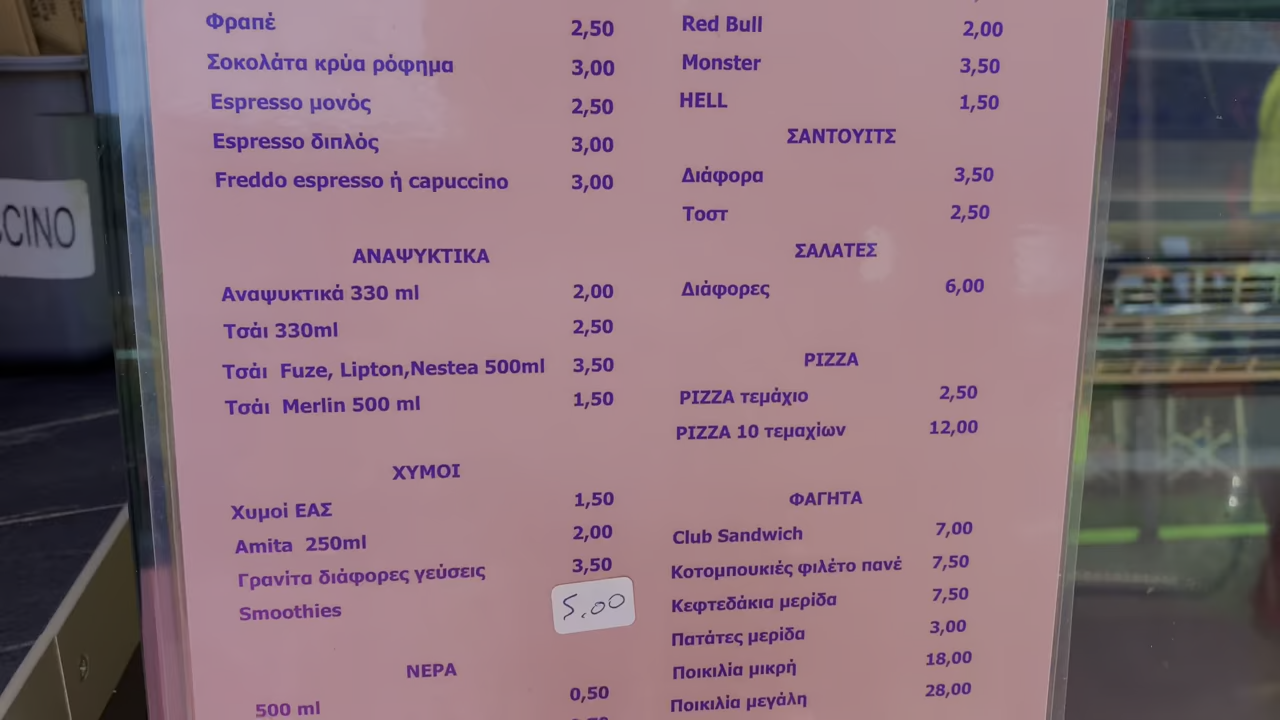 CCINO
Φραπέ 2,50
Σοκολάτα κρύα ρόφημα 3,00
Espresso μονός 2,50
Espresso διπλός 3,00
Freddo espresso ή capuccino 3,00
ΑΝΑΨΥΚΤΙΚΑ
Αναψυκτικά 330 ml 2,00
Τσάι 330ml 2,50
Τσάι Fuze, Lipton,Nestea 500ml 3,50
Τσάι Merlin 500 ml 1,50
ΧΥΜΟΙ
Χυμοί ΕΑΣ 1,50
Amita 250ml 2,00
Γρανίτα διάφορες γεύσεις 3,50
Smoothies 5.00
ΝΕΡΑ
500 ml 0,50
Red Bull 2,00
Monster 3,50
HELL 1,50
ΣΑΝΤΟΥΙΤΣ
Διάφορα 3,50
Τοστ 2,50
ΣΑΛΑΤΕΣ
Διάφορες 6,00
PIZZA
PIZZA τεμάχιο 2,50
PIZZA 10 τεμαχίων 12,00
ΦΑΓΗΤΑ
Club Sandwich 7,00
Κοτομπουκιές φιλέτο πανέ 7,50
Κεφτεδάκια μερίδα 7,50
Πατάτες μερίδα 3,00
Ποικιλία μικρή 18,00
Ποικιλία μεγάλη 28,00